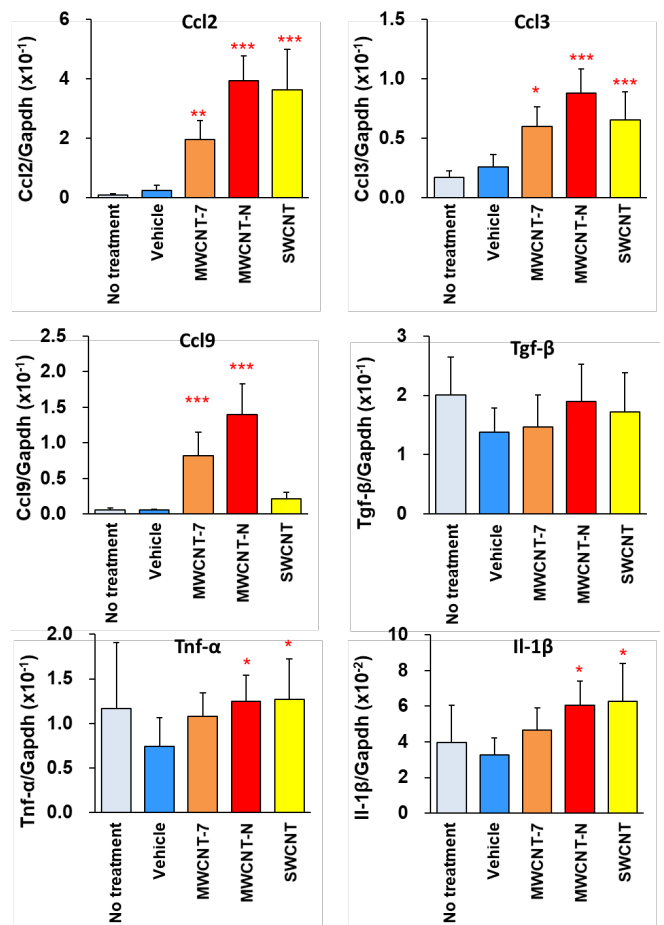 Ccl2
Ccl2/Gapdh (x10-1)
6
4
2
0
**
***
***
No treatment
Vehicle
MWCNT-7
MWCNT-N
SWCNT
Ccl3
Ccl3/Gapdh (x10-1)
1.5
1.0
0.5
0.0
*
***
***
No treatment
Vehicle
MWCNT-7
MWCNT-N
SWCNT
Ccl9
Ccl9/Gapdh (x10-1)
2.5
2.0
1.5
1.0
0.5
0.0
***
***
No treatment
Vehicle
MWCNT-7
MWCNT-N
SWCNT
Tgf-β
Tgf-β/Gapdh (x10-1)
3
2
1
0
No treatment
Vehicle
MWCNT-7
MWCNT-N
SWCNT
Tnf-α
Tnf-α/Gapdh (x10-1)
2.0
1.5
1.0
0.5
0.0
*
*
No treatment
Vehicle
MWCNT-7
MWCNT-N
SWCNT
Il-1β
Il-1β/Gapdh (x10-2)
10
8
6
4
2
0
*
*
No treatment
Vehicle
MWCNT-7
MWCNT-N
SWCNT